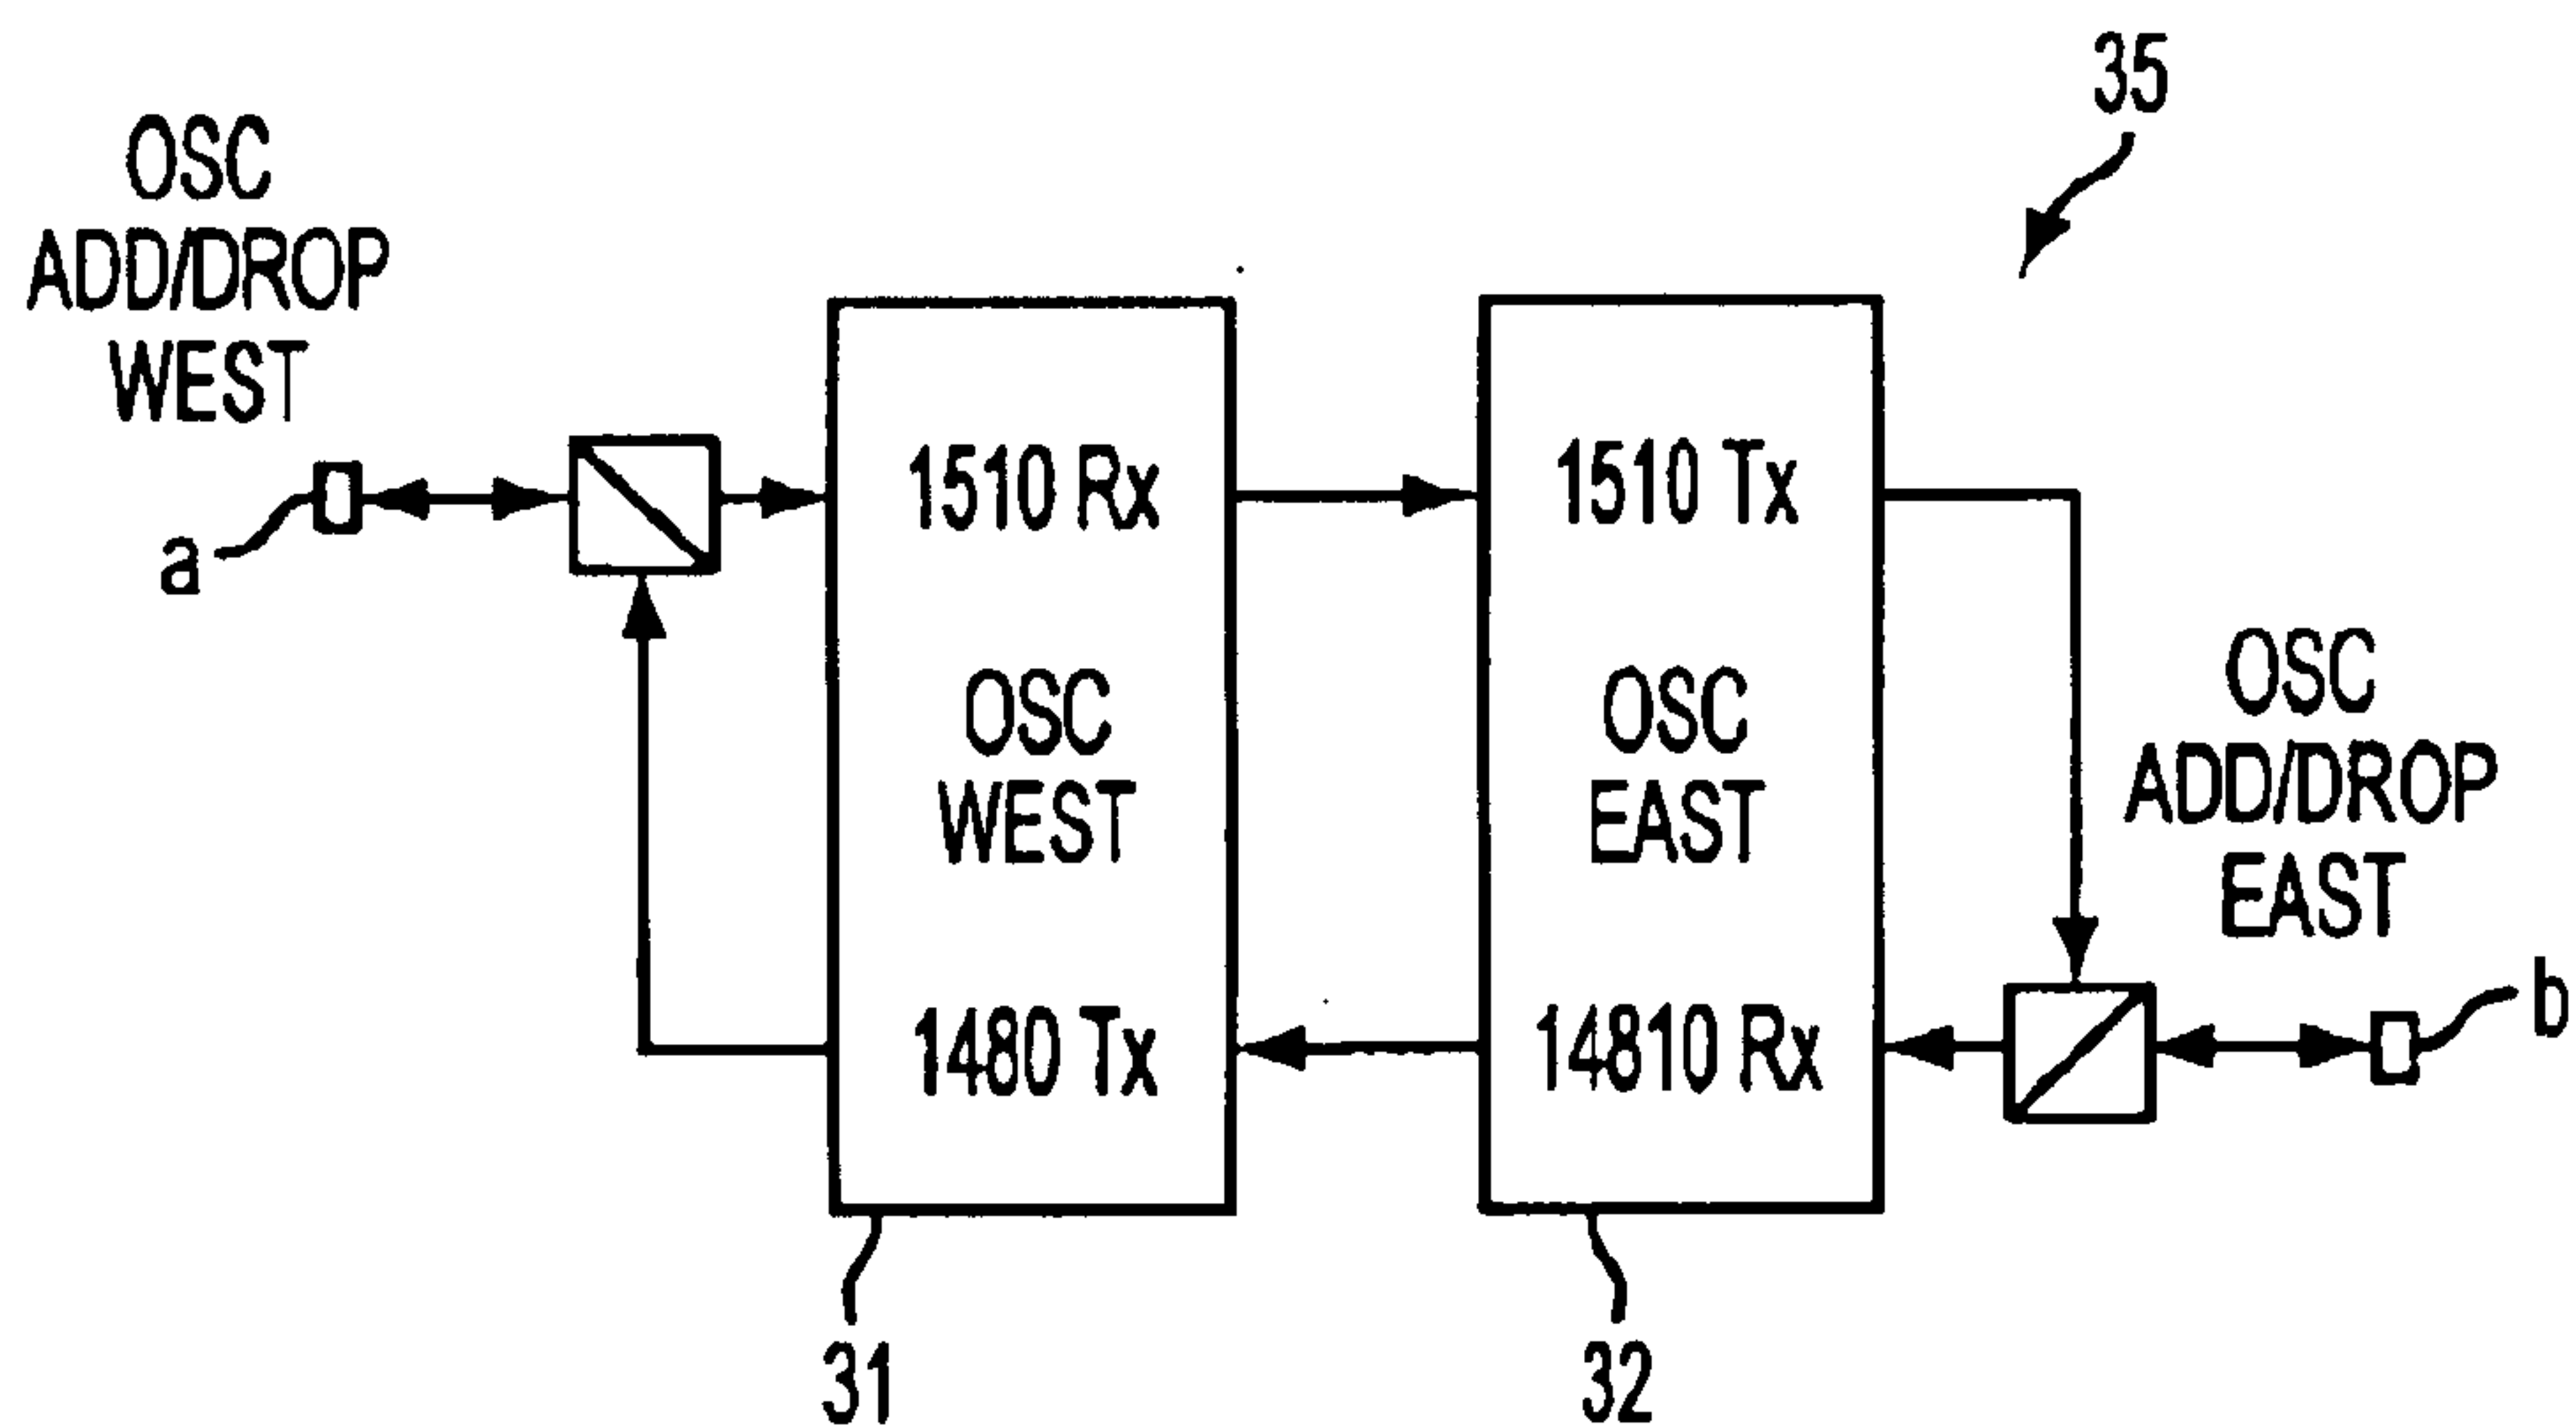 35
OSC
ADD/DROP
WEST
a
1510 Rx
OSC
WEST
1480 Tx
31
1510 Tx
OSC
EAST
14810 Rx
32
OSC
ADD/DROP
EAST
b